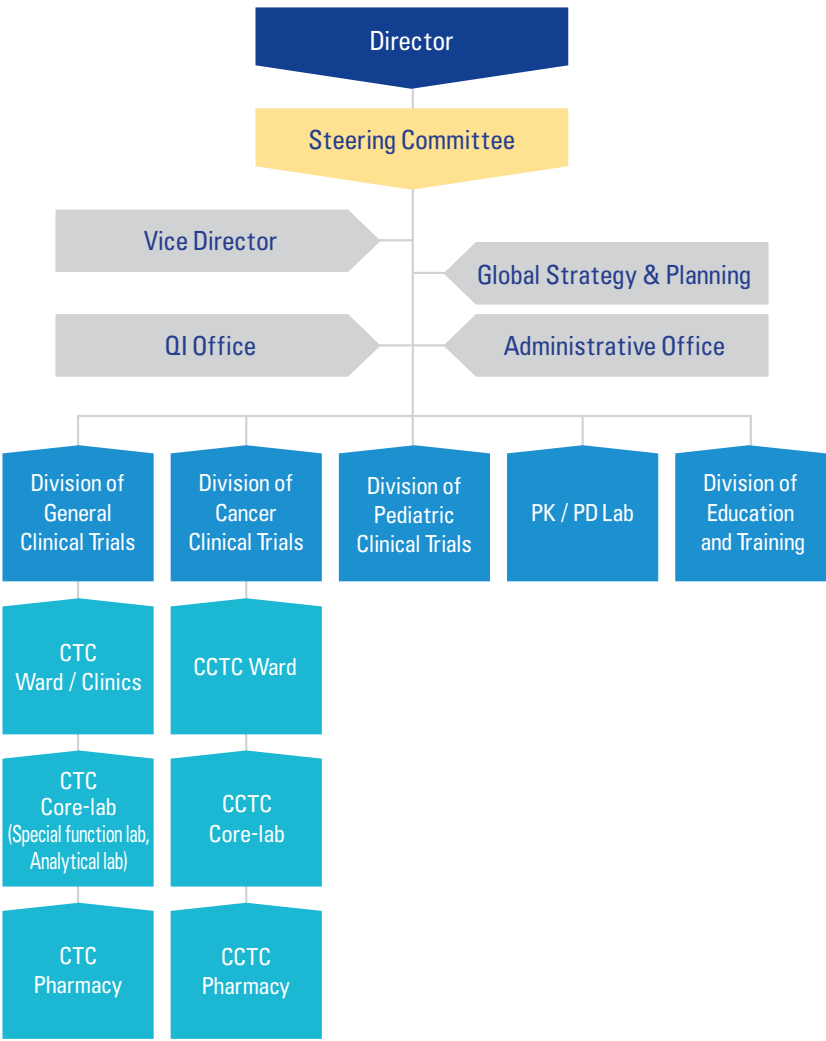 Director
Steering Committee
Vice Director
Global Strategy & Planning
QI Office
Administrative Office
Division of
General
Clinical Trials
Division of
Cancer
Clinical Trials
Division of
Pediatric
Clinical Trials
PK / PD Lab
Division of
Education
and Training
CTC
Ward / Clinics
CCTC Ward
CTC
Core-lab
(Special function lab,
Analytical lab)
CCTC
Core-lab
CTC
Pharmacy
CCTC
Pharmacy